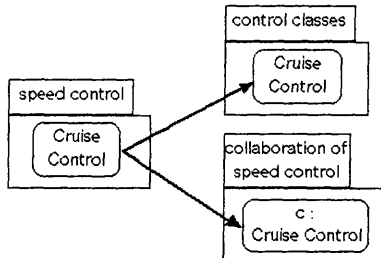 control classes
Cruise
Control
speed control
Cruise
Control
collaboration of
speed control
c :
Cruise Control